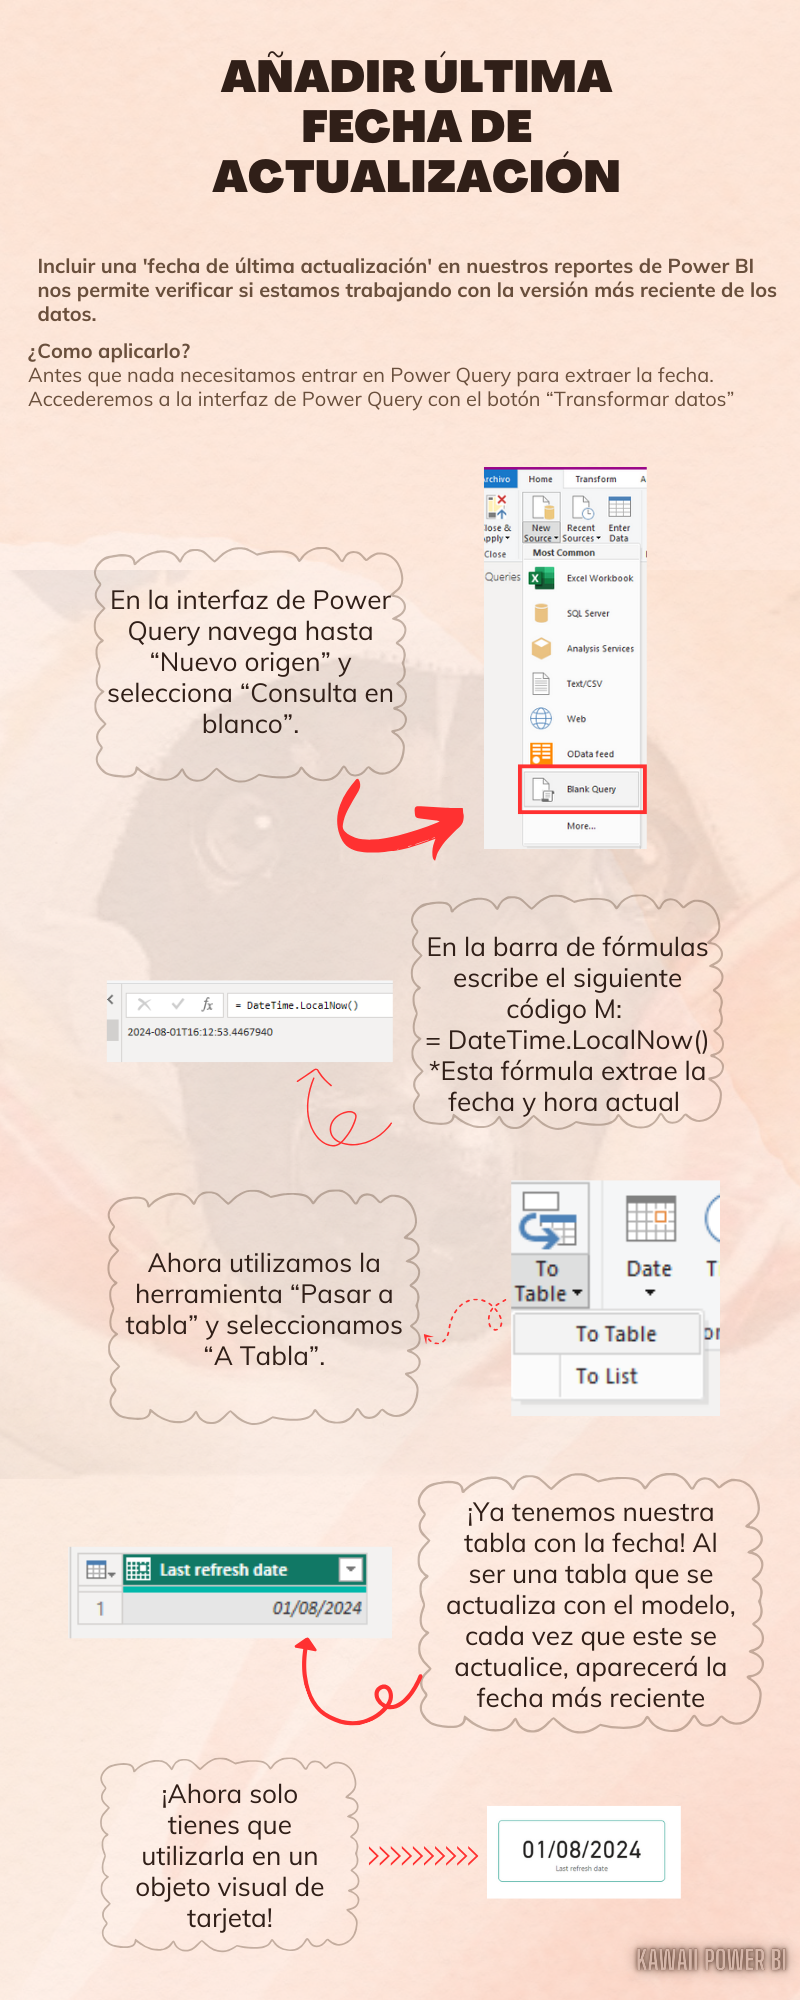 AÑADIR ÚLTIMA
FECHA DE
ACTUALIZACIÓN
Incluir una 'fecha de última actualización' en nuestros reportes de Power BI
nos permite verificar si estamos trabajando con la versión más reciente de los
datos.
¿Como aplicarlo?
Antes que nada necesitamos entrar en Power Query para extraer la fecha.
Accederemos a la interfaz de Power Query con el botón “Transformar datos”
En la interfaz de Power
Query navega hasta
“Nuevo origen” y
selecciona “Consulta en
blanco”.
rchivo Home Transform A
lose & Apply
New Source
Recent Sources
Enter Data
Close
Most Common
Queries
Excel Workbook
SQL Server
Analysis Services
Text/CSV
Web
OData feed
Blank Query
More...
= DateTime.LocalNow()
2024-08-01T16:12:53.4467940
En la barra de fórmulas
escribe el siguiente
código M:
= DateTime.LocalNow()
*Esta fórmula extrae la
fecha y hora actual
Ahora utilizamos la
herramienta “Pasar a
tabla” y seleccionamos
“A Tabla”.
To
Table
Date
T
To Table
or
To List
Last refresh date
1 01/08/2024
¡Ya tenemos nuestra
tabla con la fecha! Al
ser una tabla que se
actualiza con el modelo,
cada vez que este se
actualice, aparecerá la
fecha más reciente
¡Ahora solo
tienes que
utilizarla en un
objeto visual de
tarjeta!
01/08/2024
Last refresh date
KAWAII POWER BI